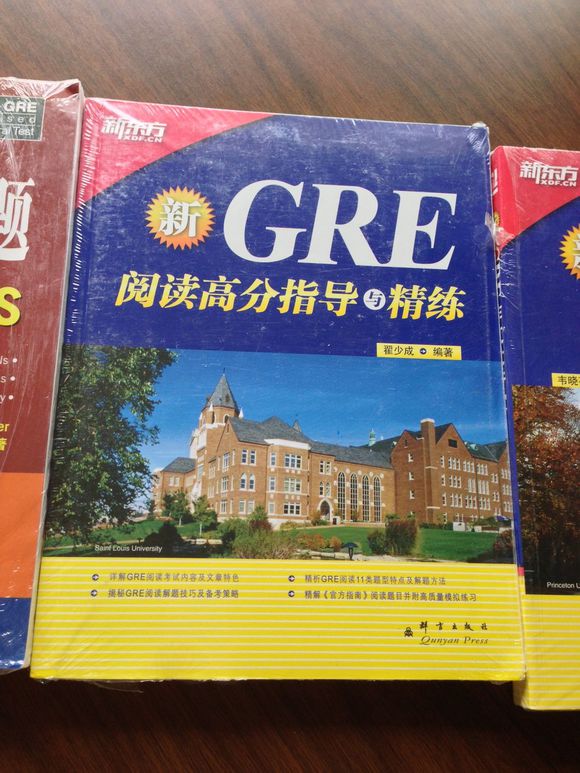 GRE
题
S
新东方
XDF.CN
新
GRE
阅读高分指导与精练
翟少成 编著
Saint Louis University
详解GRE阅读考试内容及文章特色
揭秘GRE阅读解题技巧及备考策略
精析GRE阅读11类题型特点及解题方法
精解《官方指南》阅读题目并附高质量模拟练习
群言出版社
Qunyan Press
新东方
XDF.CN
韦晓
Princeton